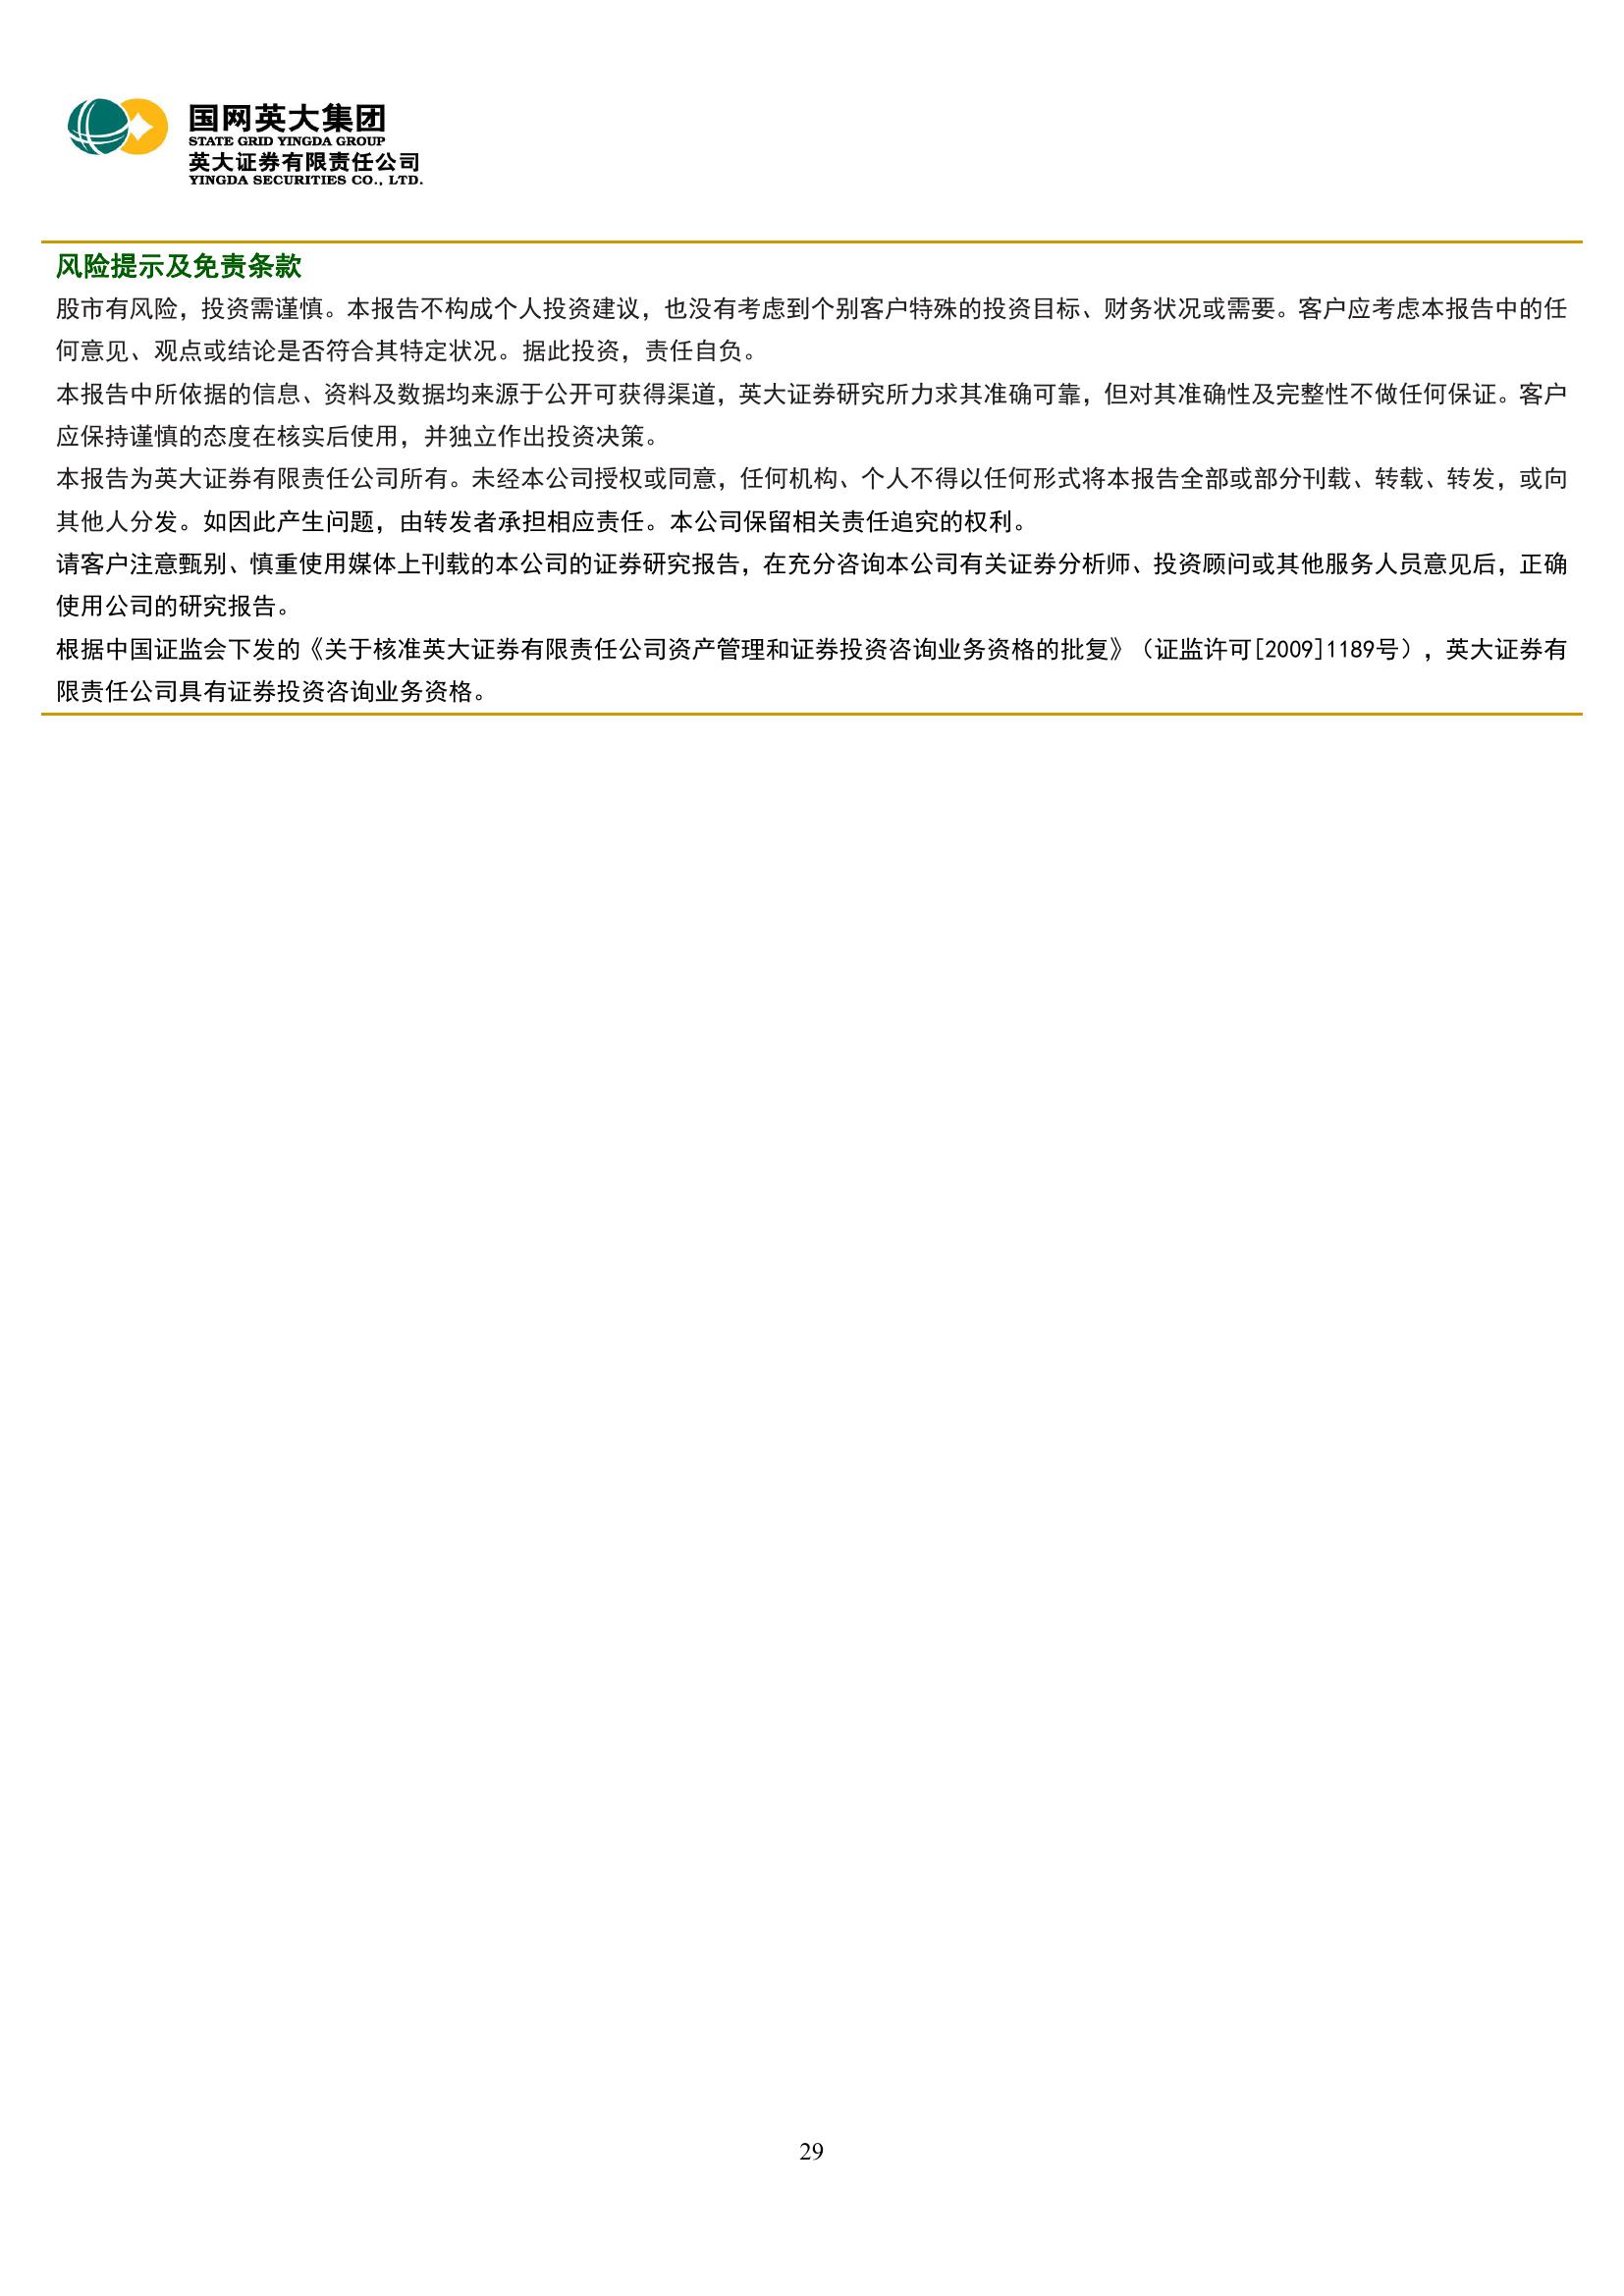 国网英大集团
STATE GRID YINGDA GROUP
英大证券有限责任公司
YINGDA SECURITIES CO., LTD.
风险提示及免责条款
股市有风险，投资需谨慎。本报告不构成个人投资建议，也没有考虑到个别客户特殊的投资目标、财务状况或需要。客户应考虑本报告中的任
何意见、观点或结论是否符合其特定状况。据此投资，责任自负。
本报告中所依据的信息、资料及数据均来源于公开可获得渠道，英大证券研究所力求其准确可靠，但对其准确性及完整性不做任何保证。客户
应保持谨慎的态度在核实后使用，并独立作出投资决策。
本报告为英大证券有限责任公司所有。未经本公司授权或同意，任何机构、个人不得以任何形式将本报告全部或部分刊载、转载、转发，或向
其他人分发。如因此产生问题，由转发者承担相应责任。本公司保留相关责任追究的权利。
请客户注意甄别、慎重使用媒体上刊载的本公司的证券研究报告，在充分咨询本公司有关证券分析师、投资顾问或其他服务人员意见后，正确
使用公司的研究报告。
根据中国证监会下发的《关于核准英大证券有限责任公司资产管理和证券投资咨询业务资格的批复》（证监许可[2009]1189号），英大证券有
限责任公司具有证券投资咨询业务资格。
29